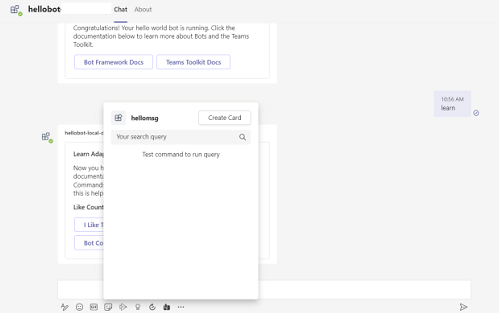 hellobot
Chat
About
Congratulations! Your hello world bot is running. Click the
documentation below to learn more about Bots and the Teams
Toolkit.
Bot Framework Docs
Teams Toolkit Docs
10:56 AM
learn
hellobot-local-d
Learn Adap
Now you h
documenta
Commands
this is help
Like Count
I Like T
Bot Co
hellomsg
Create Card
Your search query
Test command to run query
GIF